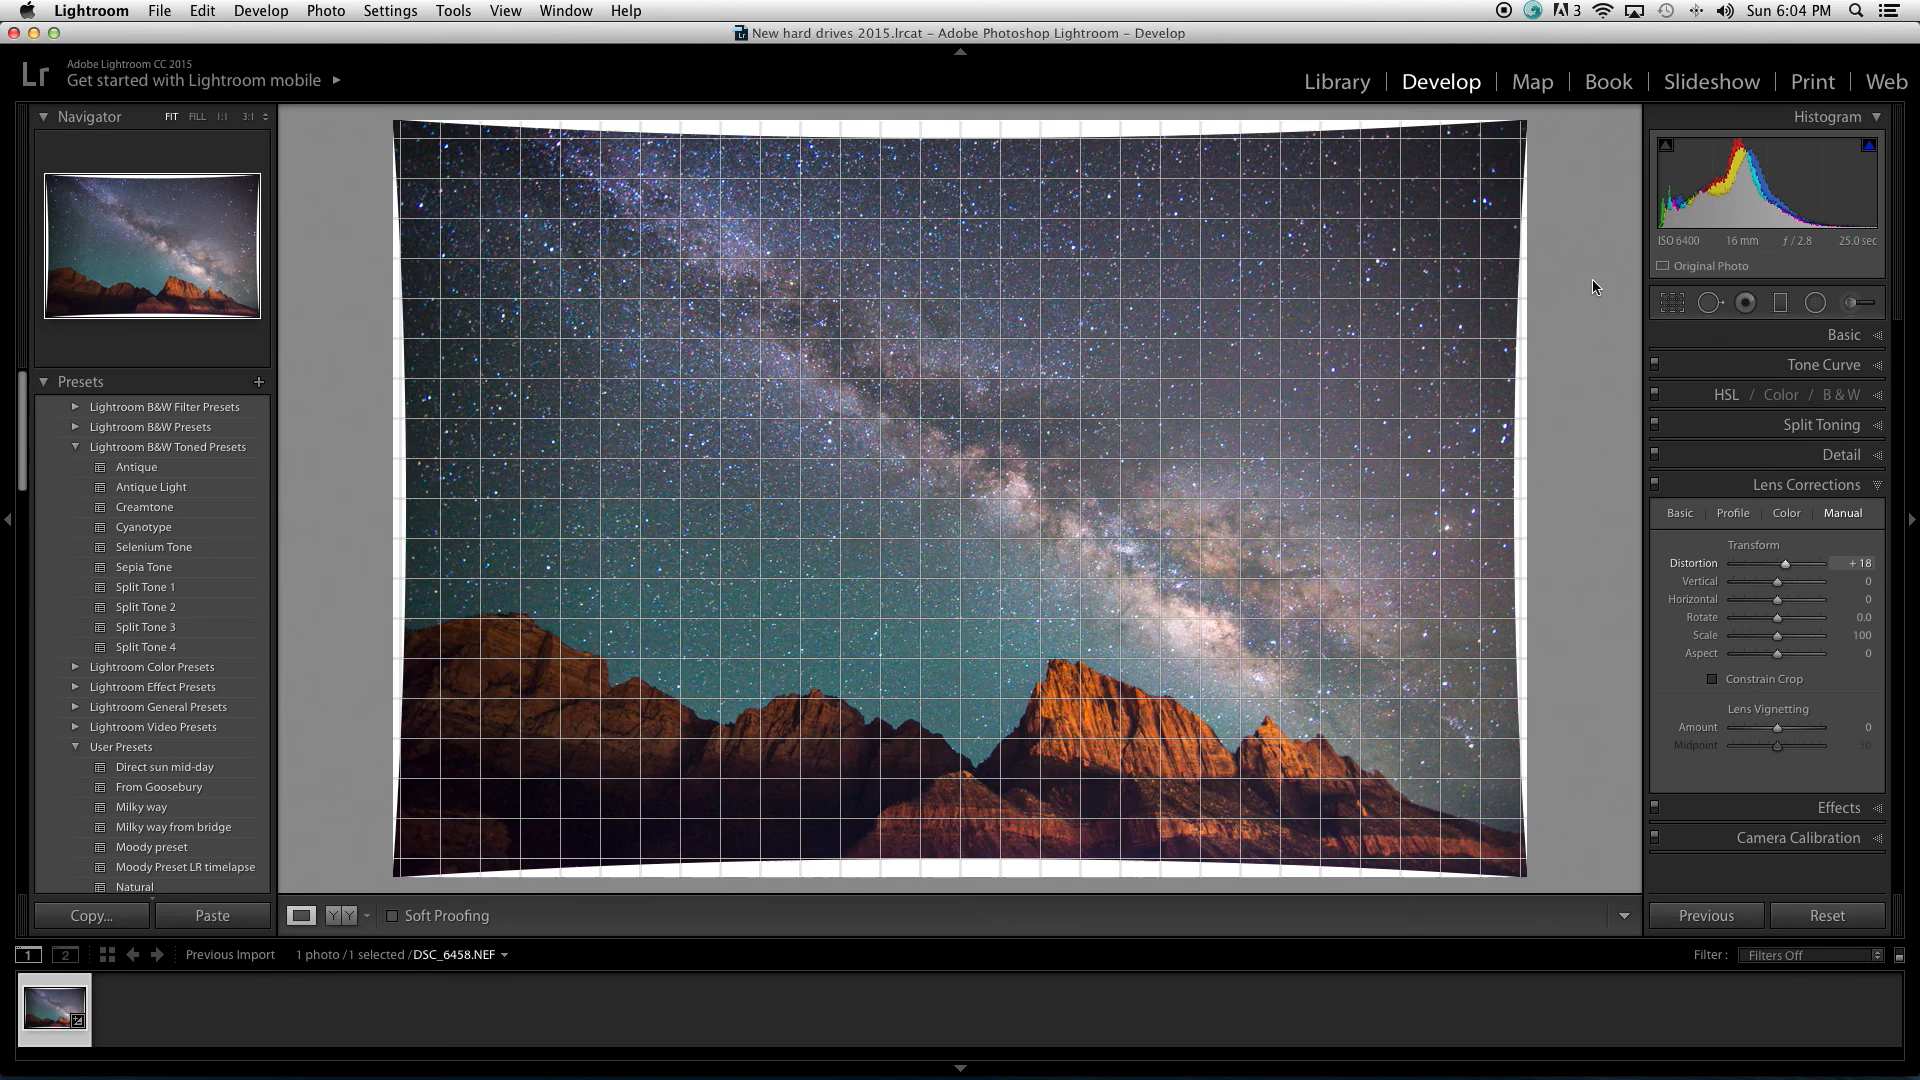 Lightroom File Edit Develop Photo Settings Tools View Window Help 3 Sun 6:04 PM
New hard drives 2015.lrcat – Adobe Photoshop Lightroom – Develop
Lr
Adobe Lightroom CC 2015
Get started with Lightroom mobile
Library | Develop | Map | Book | Slideshow | Print | Web
Navigator FIT FILL 1:1 3:1
Presets +
Lightroom B&W Filter Presets
Lightroom B&W Presets
Lightroom B&W Toned Presets
Antique
Antique Light
Creamtone
Cyanotype
Selenium Tone
Sepia Tone
Split Tone 1
Split Tone 2
Split Tone 3
Split Tone 4
Lightroom Color Presets
Lightroom Effect Presets
Lightroom General Presets
Lightroom Video Presets
User Presets
Direct sun mid-day
From Goosebury
Milky way
Milky way from bridge
Moody preset
Moody Preset LR timelapse
Natural
Copy... Paste
YY Soft Proofing
Histogram
ISO 6400 16 mm ƒ / 2.8 25.0 sec
Original Photo
Basic
Tone Curve
HSL / Color / B & W
Split Toning
Detail
Lens Corrections
Basic | Profile | Color | Manual
Transform
Distortion + 18
Vertical 0
Horizontal 0
Rotate 0.0
Scale 100
Aspect 0
Constrain Crop
Lens Vignetting
Amount 0
Midpoint 50
Effects
Camera Calibration
Previous Reset
1 2 Previous Import 1 photo / 1 selected / DSC_6458.NEF Filter : Filters Off